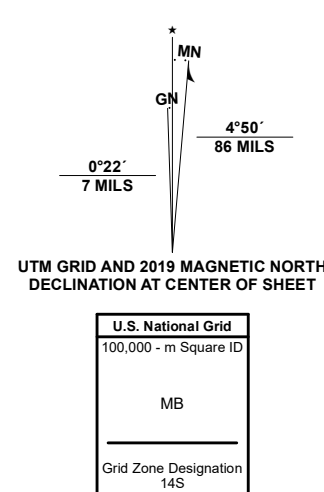 ★
MN
GN
4°50´
86 MILS
0°22´
7 MILS
UTM GRID AND 2019 MAGNETIC NORTH
DECLINATION AT CENTER OF SHEET
U.S. National Grid
100,000 - m Square ID
MB
Grid Zone Designation
14S